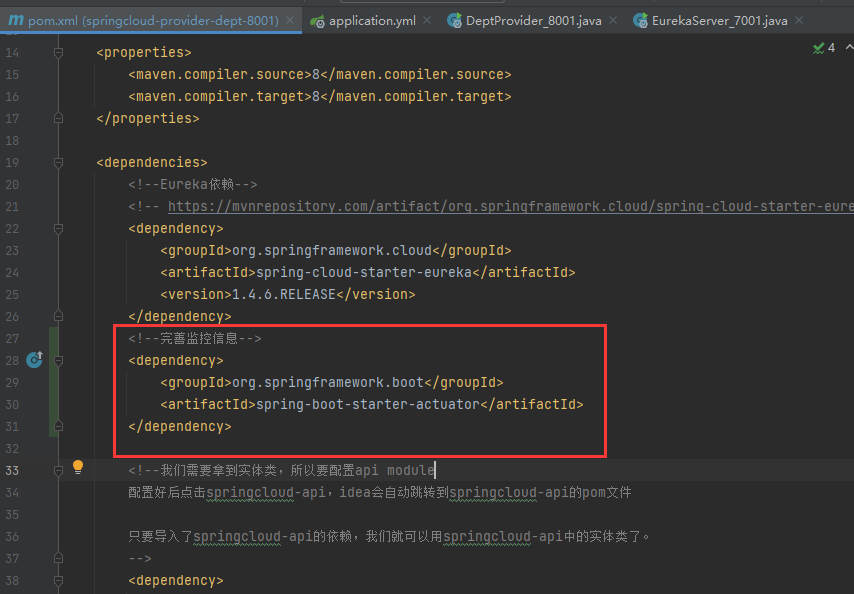 pom.xml (springcloud-provider-dept-8001) application.yml DeptProvider_8001.java EurekaServer_7001.java
14 <properties>
15 <maven.compiler.source>8</maven.compiler.source>
16 <maven.compiler.target>8</maven.compiler.target>
17 </properties>
18
19 <dependencies>
20 <!--Eureka依赖-->
21 <!-- https://mvnrepository.com/artifact/org.springframework.cloud/spring-cloud-starter-eure
22 <dependency>
23 <groupId>org.springframework.cloud</groupId>
24 <artifactId>spring-cloud-starter-eureka</artifactId>
25 <version>1.4.6.RELEASE</version>
26 </dependency>
27 <!--完善监控信息-->
28 <dependency>
29 <groupId>org.springframework.boot</groupId>
30 <artifactId>spring-boot-starter-actuator</artifactId>
31 </dependency>
32
33 <!--我们需要拿到实体类，所以要配置api module
34 配置好后点击springcloud-api，idea会自动跳转到springcloud-api的pom文件
35
36 只要导入了springcloud-api的依赖，我们就可以用springcloud-api中的实体类了。
37 -->
38 <dependency>
4